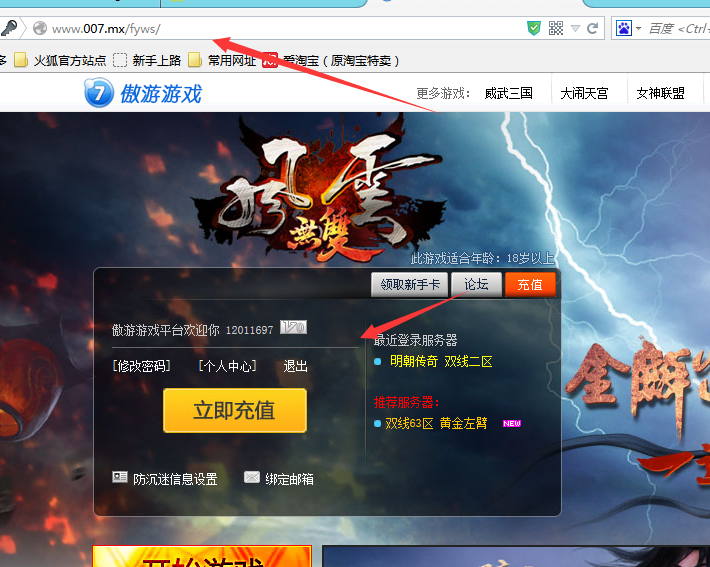 www.007.mx/fyws/
百度 <Ctrl+
多 火狐官方站点 新手上路 常用网址 爱淘宝（原淘宝特卖）
7 傲游游戏
更多游戏： 威武三国 大闹天宫 女神联盟
風雲
無雙
此游戏适合年龄：18岁以上
领取新手卡 论坛 充值
傲游游戏平台欢迎你 12011697
最近登录服务器
[修改密码] [个人中心] 退出
明朝传奇 双线二区
立即充值
推荐服务器：
双线63区 黄金左臂 NEW
防沉迷信息设置 绑定邮箱
全解
一
开始游戏